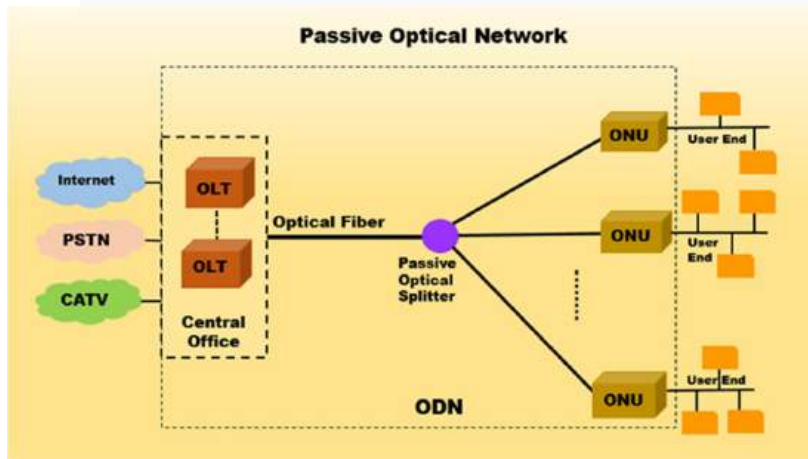 Passive Optical Network
Internet
PSTN
CATV
OLT
OLT
Central
Office
Optical Fiber
Passive
Optical
Splitter
ONU
User End
ONU
User
End
ONU
User End
ODN